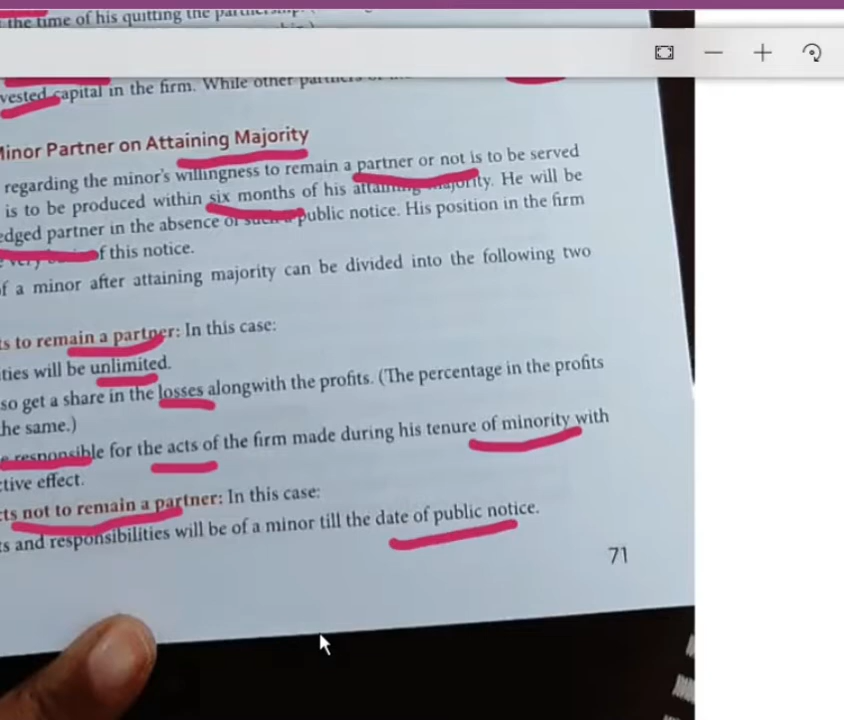 the time of his quitting the
vested capital in the firm. While other
Minor Partner on Attaining Majority
regarding the minor's willingness to remain a partner or not is to be served
is to be produced within six months of his attaining majority. He will be
edged partner in the absence of such a public notice. His position in the firm
of this notice.
f a minor after attaining majority can be divided into the following two
ts to remain a partner: In this case:
ties will be unlimited.
so get a share in the losses alongwith the profits. (The percentage in the profits
he same.)
e responsible for the acts of the firm made during his tenure of minority with
ctive effect.
cts not to remain a partner: In this case:
ts and responsibilities will be of a minor till the date of public notice.
71